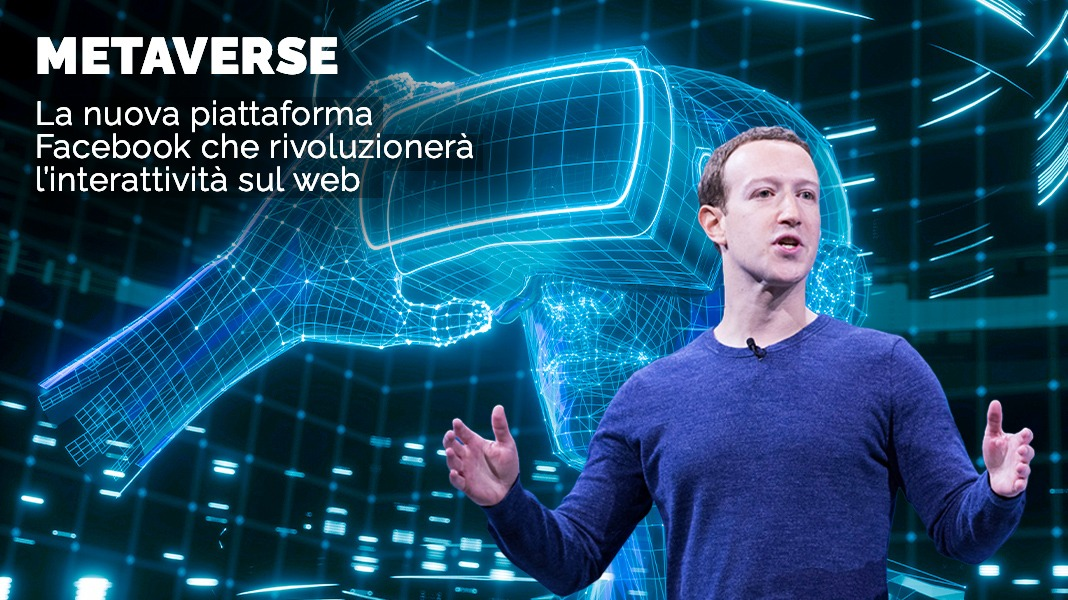 METAVERSE
La nuova piattaforma
Facebook che rivoluzionerà
l'interattività sul web